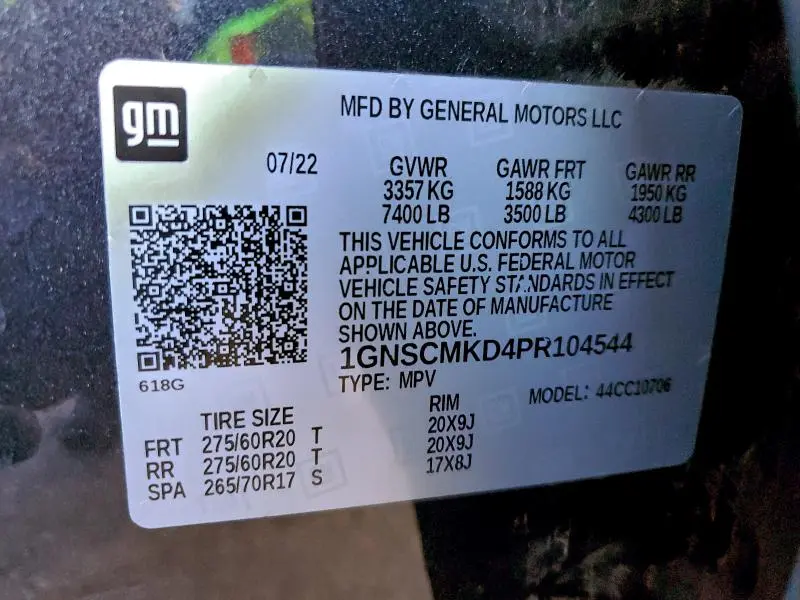 gm
MFD BY GENERAL MOTORS LLC
07/22
GVWR GAWR FRT GAWR RR
3357 KG 1588 KG 1950 KG
7400 LB 3500 LB 4300 LB
THIS VEHICLE CONFORMS TO ALL
APPLICABLE U.S. FEDERAL MOTOR
VEHICLE SAFETY STANDARDS IN EFFECT
ON THE DATE OF MANUFACTURE
SHOWN ABOVE.
1GNSCMKD4PR104544
618G
TYPE: MPV MODEL: 44CC10706
TIRE SIZE RIM
FRT 275/60R20 T 20X9J
RR 275/60R20 T 20X9J
SPA 265/70R17 S 17X8J